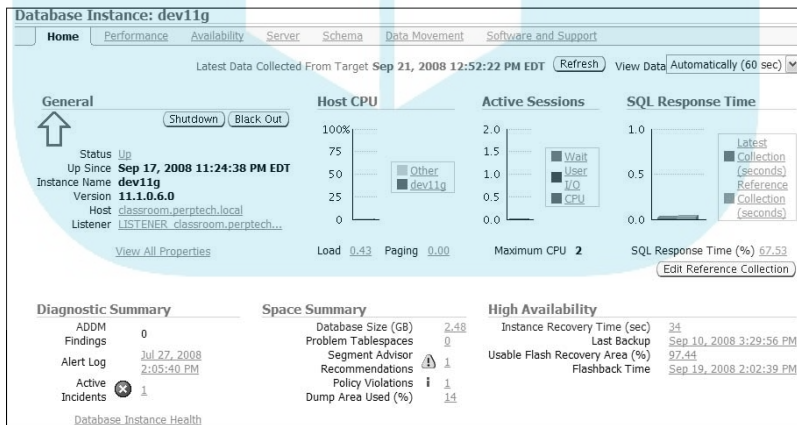 Database Instance: dev11g
Home Performance Availability Server Schema Data Movement Software and Support
Latest Data Collected From Target Sep 21, 2008 12:52:22 PM EDT Refresh View Data Automatically (60 sec)
General
Shutdown Black Out
Status Up
Up Since Sep 17, 2008 11:24:38 PM EDT
Instance Name dev11g
Version 11.1.0.6.0
Host classroom.perptech.local
Listener LISTENER_classroom.perptech...
View All Properties
Host CPU
100%
75
50
25
0
Other
dev11g
Load 0.43 Paging 0.00
Active Sessions
2.0
1.5
1.0
0.5
0.0
Wait
User
I/O
CPU
Maximum CPU 2
SQL Response Time
1.0
0.0
Latest
Collection
(seconds)
Reference
Collection
(seconds)
SQL Response Time (%) 67.53
Edit Reference Collection
Diagnostic Summary
ADDM
Findings 0
Alert Log Jul 27, 2008
2:05:40 PM
Active
Incidents 1
Database Instance Health
Space Summary
Database Size (GB) 2.48
Problem Tablespaces 0
Segment Advisor
Recommendations 1
Policy Violations 1
Dump Area Used (%) 14
High Availability
Instance Recovery Time (sec) 34
Last Backup Sep 10, 2008 3:29:56 PM
Usable Flash Recovery Area (%) 97.44
Flashback Time Sep 19, 2008 2:02:39 PM